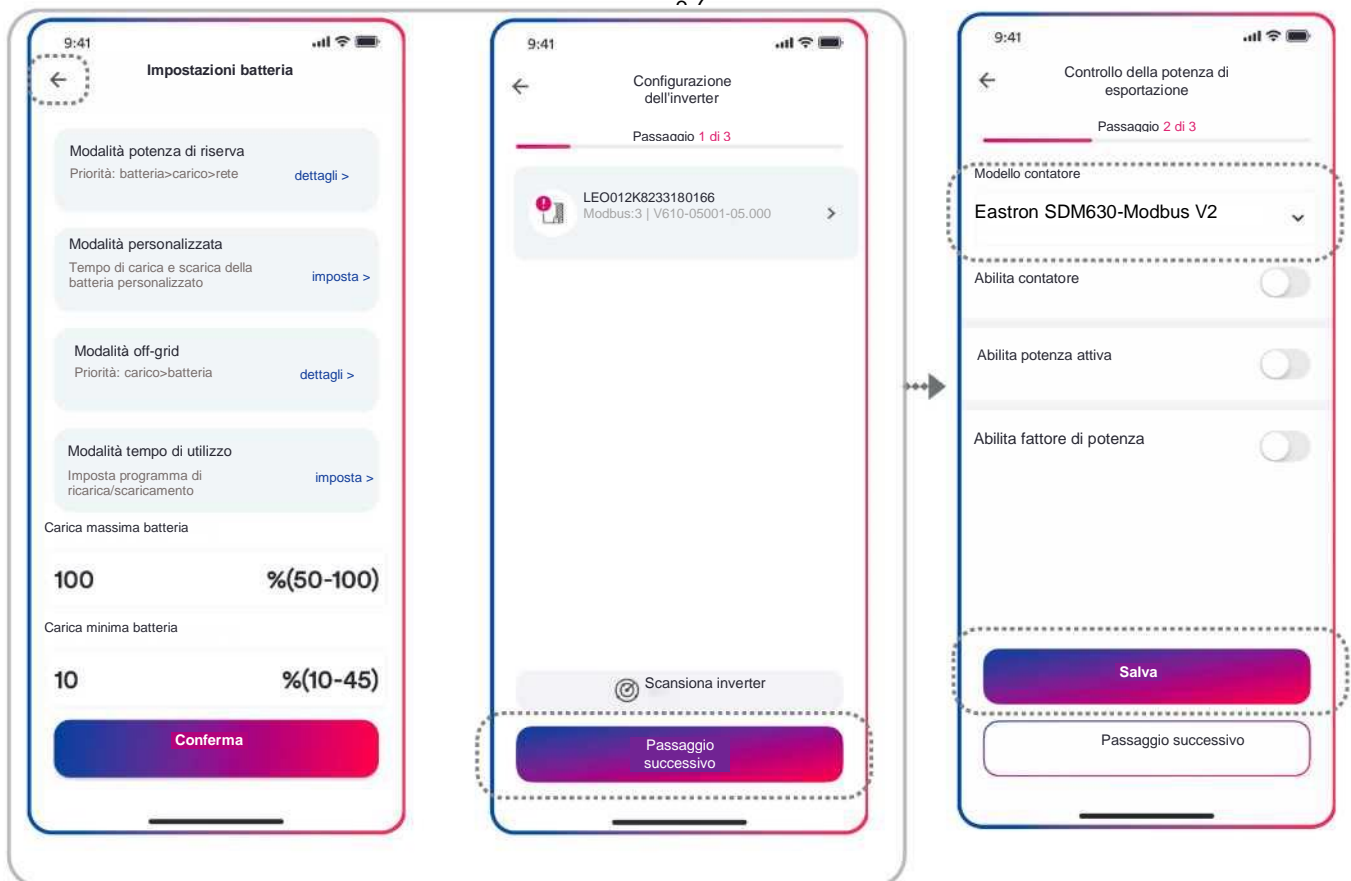 9:41
Impostazioni batteria
Modalità potenza di riserva
Priorità: batteria>carico>rete
dettagli >
Modalità personalizzata
Tempo di carica e scarica della
batteria personalizzato
imposta >
Modalità off-grid
Priorità: carico>batteria
dettagli >
Modalità tempo di utilizzo
Imposta programma di
ricarica/scaricamento
imposta >
Carica massima batteria
100 %(50-100)
Carica minima batteria
10 %(10-45)
Conferma
9:41
Configurazione
dell'inverter
Passaggio 1 di 3
LEO012K8233180166
Modbus:3 | V610-05001-05.000
Scansiona inverter
Passaggio
successivo
9:41
Controllo della potenza di
esportazione
Passaggio 2 di 3
Modello contatore
Eastron SDM630-Modbus V2
Abilita contatore
Abilita potenza attiva
Abilita fattore di potenza
Salva
Passaggio successivo